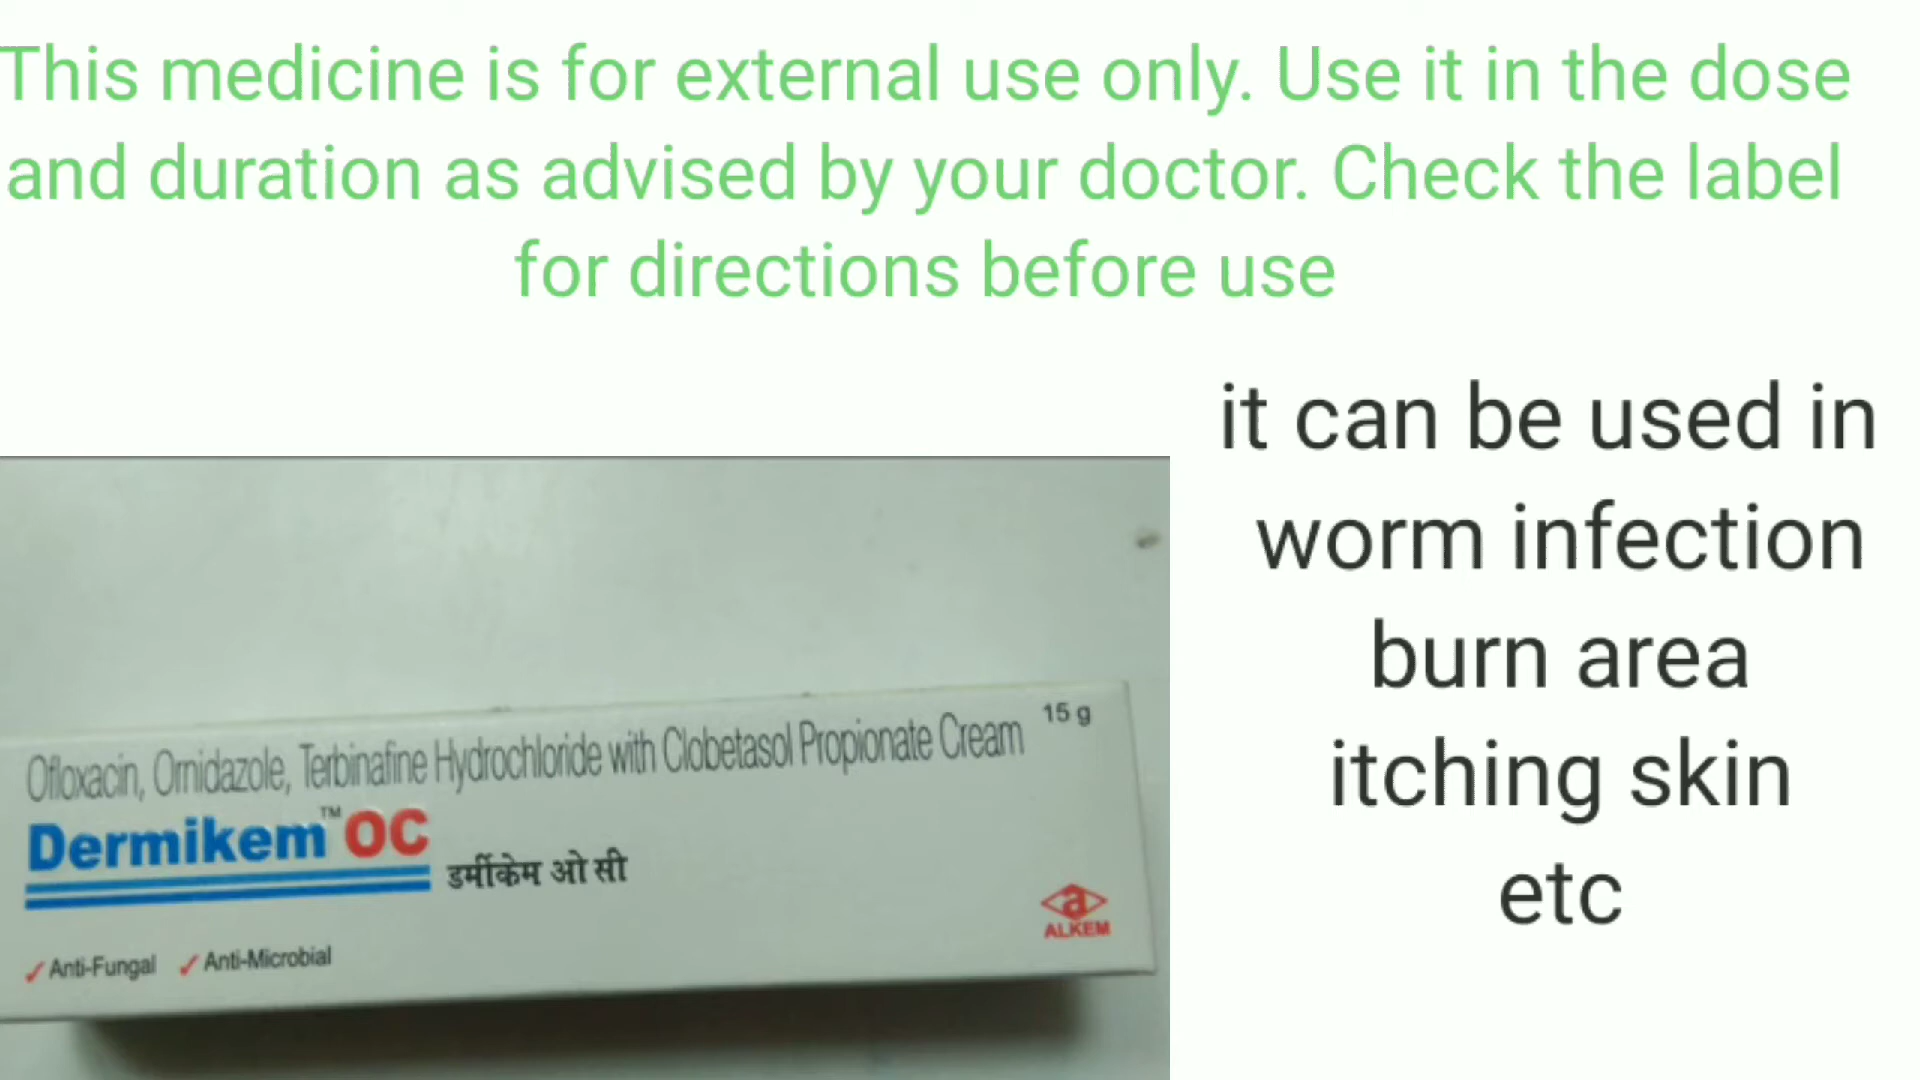 This medicine is for external use only. Use it in the dose
and duration as advised by your doctor. Check the label
for directions before use
it can be used in
worm infection
burn area
itching skin
etc
Ofloxacin, Ornidazole, Terbinafine Hydrochloride with Clobetasol Propionate Cream 15 g
Dermikem™ OC
डर्मीकेम ओ सी
a
ALKEM
✓ Anti-Fungal ✓ Anti-Microbial